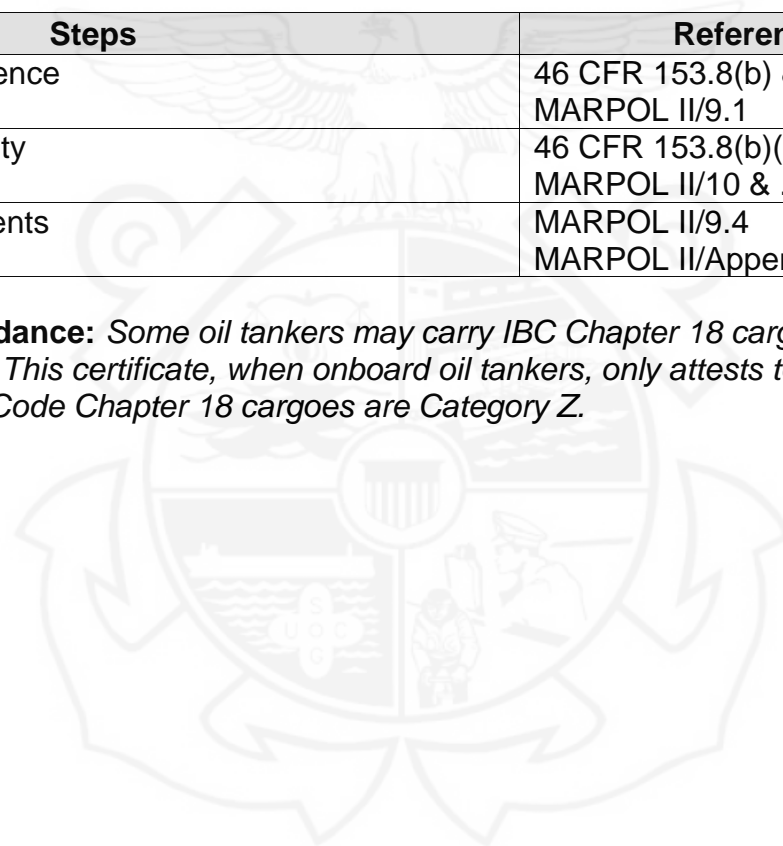 Steps Referen
ence 46 CFR 153.8(b)
MARPOL II/9.1
ty 46 CFR 153.8(b)(
MARPOL II/10 &
ents MARPOL II/9.4
MARPOL II/Appe
dance: Some oil tankers may carry IBC Chapter 18 carg
This certificate, when onboard oil tankers, only attests t
Code Chapter 18 cargoes are Category Z.
S
U O C
G